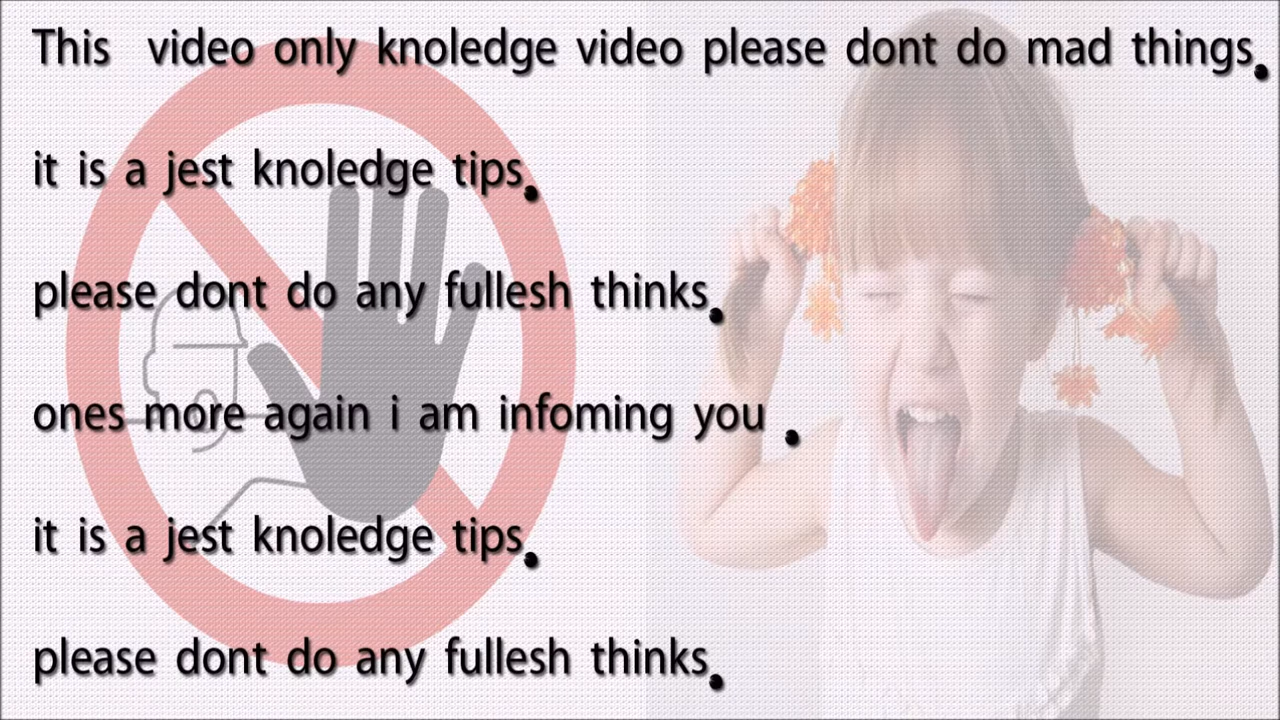 This video only knoledge video please dont do mad things.
it is a jest knoledge tips.
please dont do any fullesh thinks.
ones more again i am infoming you .
it is a jest knoledge tips.
please dont do any fullesh thinks.